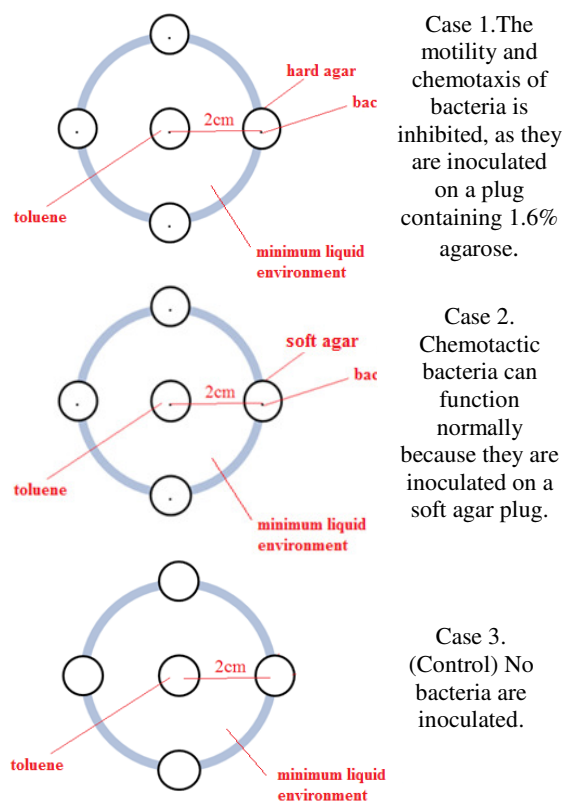 Case 1.The
motility and
chemotaxis of
bacteria is
inhibited, as they
are inoculated
on a plug
containing 1.6%
agarose.
hard agar
bac
2cm
toluene
minimum liquid
environment
Case 2.
Chemotactic
bacteria can
function
normally
because they are
inoculated on a
soft agar plug.
soft agar
bac
2cm
toluene
minimum liquid
environment
Case 3.
(Control) No
bacteria are
inoculated.
2cm
toluene
minimum liquid
environment